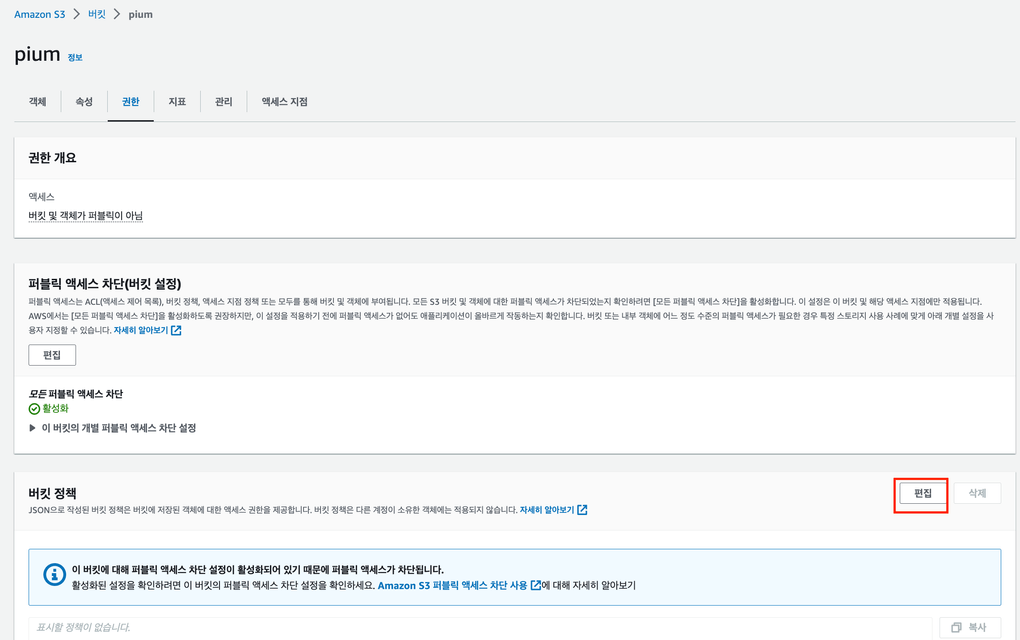 Amazon S3 > 버킷 > pium
pium 정보
객체 속성 권한 지표 관리 액세스 지점
권한 개요
액세스
버킷 및 객체가 퍼블릭이 아님
퍼블릭 액세스 차단(버킷 설정)
퍼블릭 액세스는 ACL(액세스 제어 목록), 버킷 정책, 액세스 지점 정책 또는 모두를 통해 버킷 및 객체에 부여됩니다. 모든 S3 버킷 및 객체에 대한 퍼블릭 액세스가 차단되었는지 확인하려면 [모든 퍼블릭 액세스 차단]을 활성화합니다. 이 설정은 이 버킷 및 해당 액세스 지점에만 적용됩니다.
AWS에서는 [모든 퍼블릭 액세스 차단]을 활성화하도록 권장하지만, 이 설정을 적용하기 전에 퍼블릭 액세스가 없어도 애플리케이션이 올바르게 작동하는지 확인합니다. 버킷 또는 내부 객체에 어느 정도 수준의 퍼블릭 액세스가 필요한 경우 특정 스토리지 사용 사례에 맞게 아래 개별 설정을 사
용자 지정할 수 있습니다. 자세히 알아보기
편집
모든 퍼블릭 액세스 차단
활성화
이 버킷의 개별 퍼블릭 액세스 차단 설정
버킷 정책
편집 삭제
JSON으로 작성된 버킷 정책은 버킷에 저장된 객체에 대한 액세스 권한을 제공합니다. 버킷 정책은 다른 계정이 소유한 객체에는 적용되지 않습니다. 자세히 알아보기
이 버킷에 대해 퍼블릭 액세스 차단 설정이 활성화되어 있기 때문에 퍼블릭 액세스가 차단됩니다.
활성화된 설정을 확인하려면 이 버킷의 퍼블릭 액세스 차단 설정을 확인하세요. Amazon S3 퍼블릭 액세스 차단 사용에 대해 자세히 알아보기
표시할 정책이 없습니다.
복사